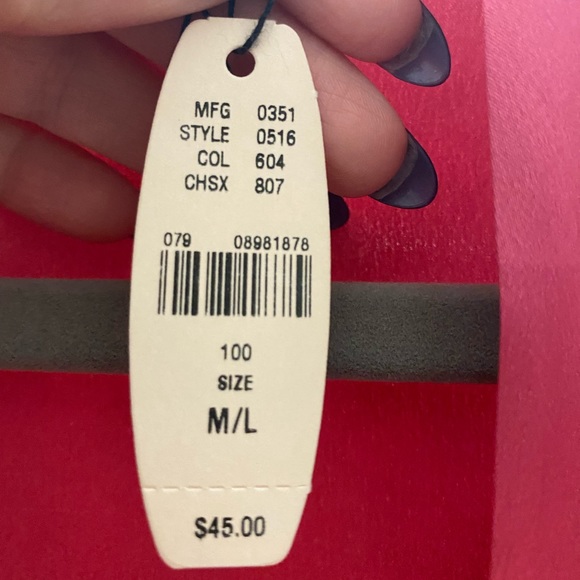 MFG 0351
STYLE 0516
COL 604
CHSX 807
079 08981878
100
SIZE
M/L
$45.00